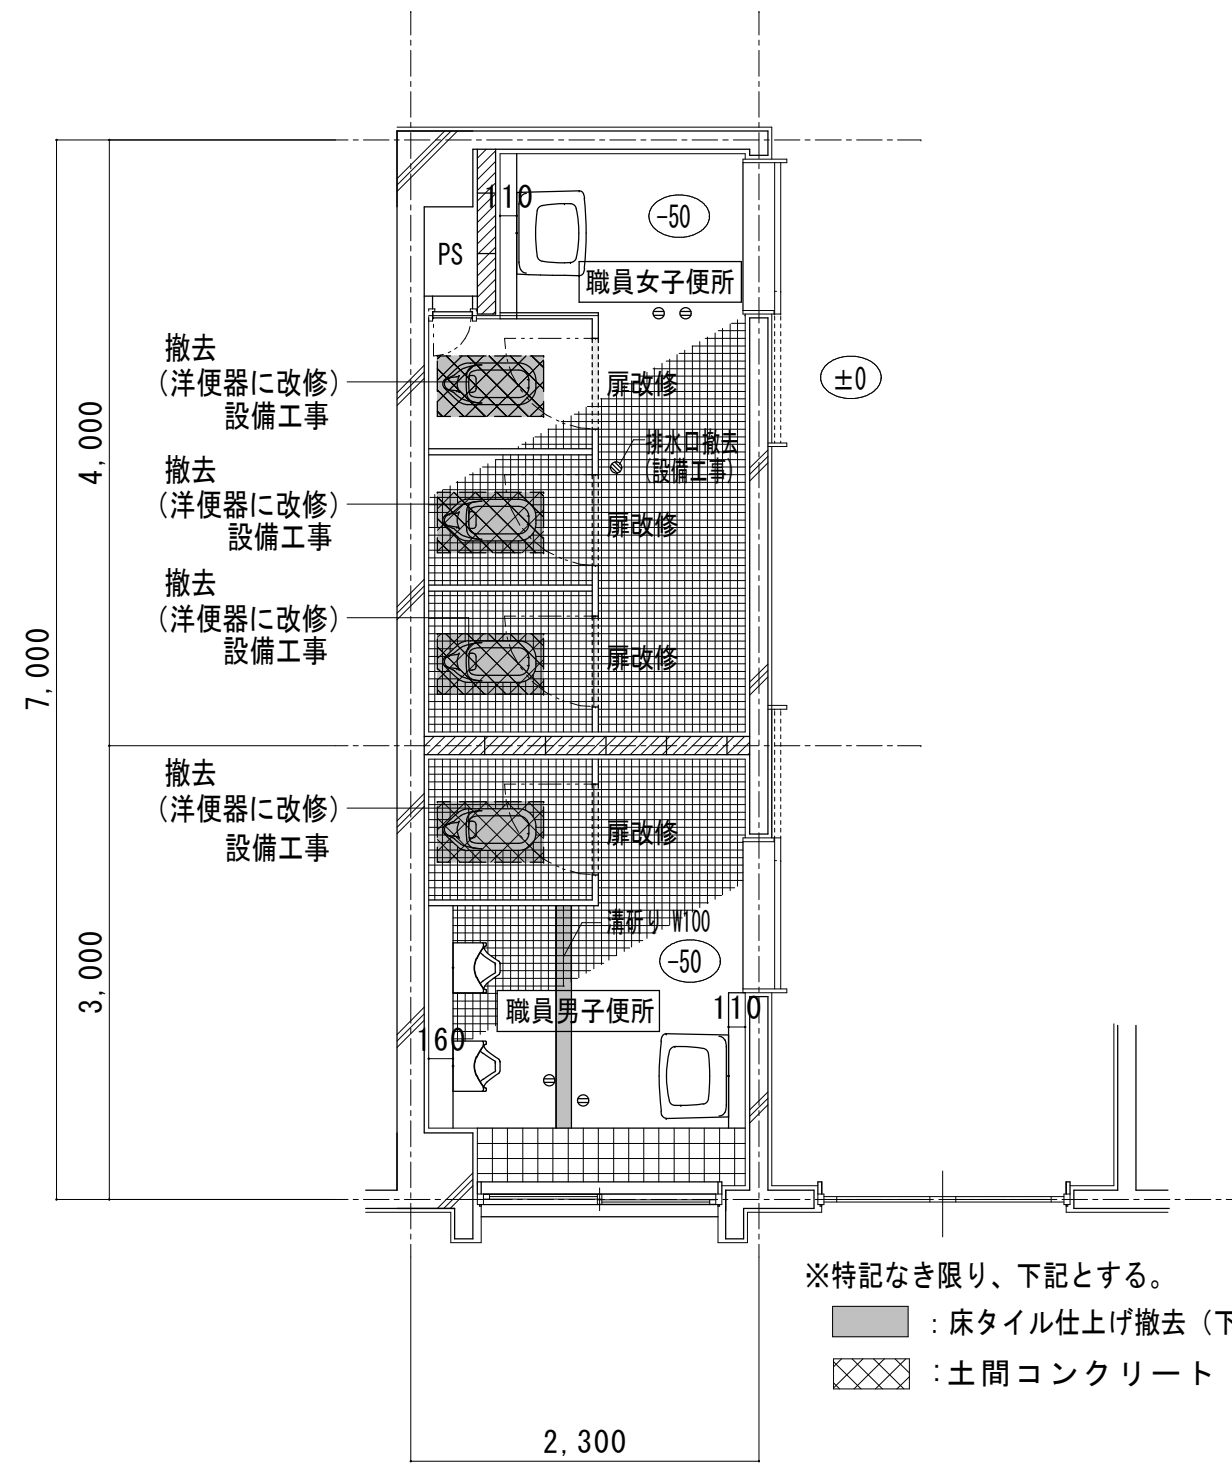 110
-50
PS
職員女子便所
撤去
(洋便器に改修)
設備工事
扉改修
±0
排水口撤去
(設備工事)
4,000
撤去
(洋便器に改修)
設備工事
扉改修
撤去
(洋便器に改修)
設備工事
扉改修
7,000
撤去
(洋便器に改修)
設備工事
扉改修
溝斫り W100
-50
3,000
職員男子便所
110
160
※特記なき限り、下記とする。
：床タイル仕上げ撤去（下
：土間コンクリート
2,300